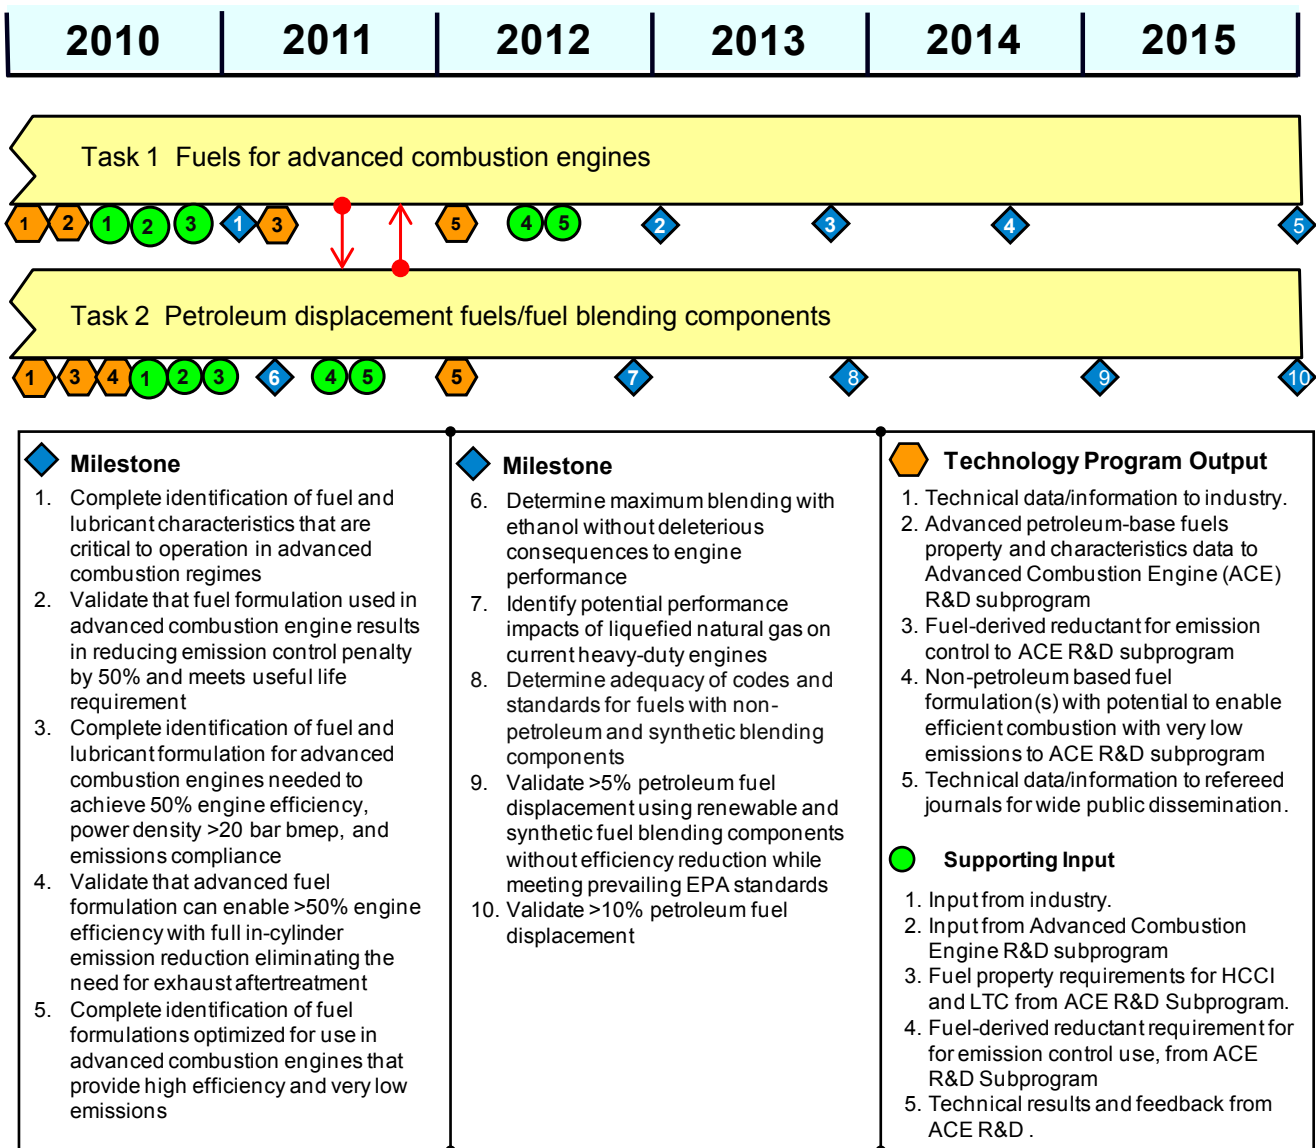 2010 2011 2012 2013 2014 2015
Task 1 Fuels for advanced combustion engines
1 2 1 2 3 1 3 5 4 5 2 3 4 5
Task 2 Petroleum displacement fuels/fuel blending components
1 3 4 1 2 3 6 4 5 5 7 8 9 10
Milestone
1. Complete identification of fuel and
lubricant characteristics that are
critical to operation in advanced
combustion regimes
2. Validate that fuel formulation used in
advanced combustion engine results
in reducing emission control penalty
by 50% and meets useful life
requirement
3. Complete identification of fuel and
lubricant formulation for advanced
combustion engines needed to
achieve 50% engine efficiency,
power density >20 bar bmep, and
emissions compliance
4. Validate that advanced fuel
formulation can enable >50% engine
efficiency with full in-cylinder
emission reduction eliminating the
need for exhaust aftertreatment
5. Complete identification of fuel
formulations optimized for use in
advanced combustion engines that
provide high efficiency and very low
emissions
Milestone
6. Determine maximum blending with
ethanol without deleterious
consequences to engine
performance
7. Identify potential performance
impacts of liquefied natural gas on
current heavy-duty engines
8. Determine adequacy of codes and
standards for fuels with non-
petroleum and synthetic blending
components
9. Validate >5% petroleum fuel
displacement using renewable and
synthetic fuel blending components
without efficiency reduction while
meeting prevailing EPA standards
10. Validate >10% petroleum fuel
displacement
Technology Program Output
1. Technical data/information to industry.
2. Advanced petroleum-base fuels
property and characteristics data to
Advanced Combustion Engine (ACE)
R&D subprogram
3. Fuel-derived reductant for emission
control to ACE R&D subprogram
4. Non-petroleum based fuel
formulation(s) with potential to enable
efficient combustion with very low
emissions to ACE R&D subprogram
5. Technical data/information to refereed
journals for wide public dissemination.
Supporting Input
1. Input from industry.
2. Input from Advanced Combustion
Engine R&D subprogram
3. Fuel property requirements for HCCI
and LTC from ACE R&D Subprogram.
4. Fuel-derived reductant requirement for
for emission control use, from ACE
R&D Subprogram
5. Technical results and feedback from
ACE R&D .